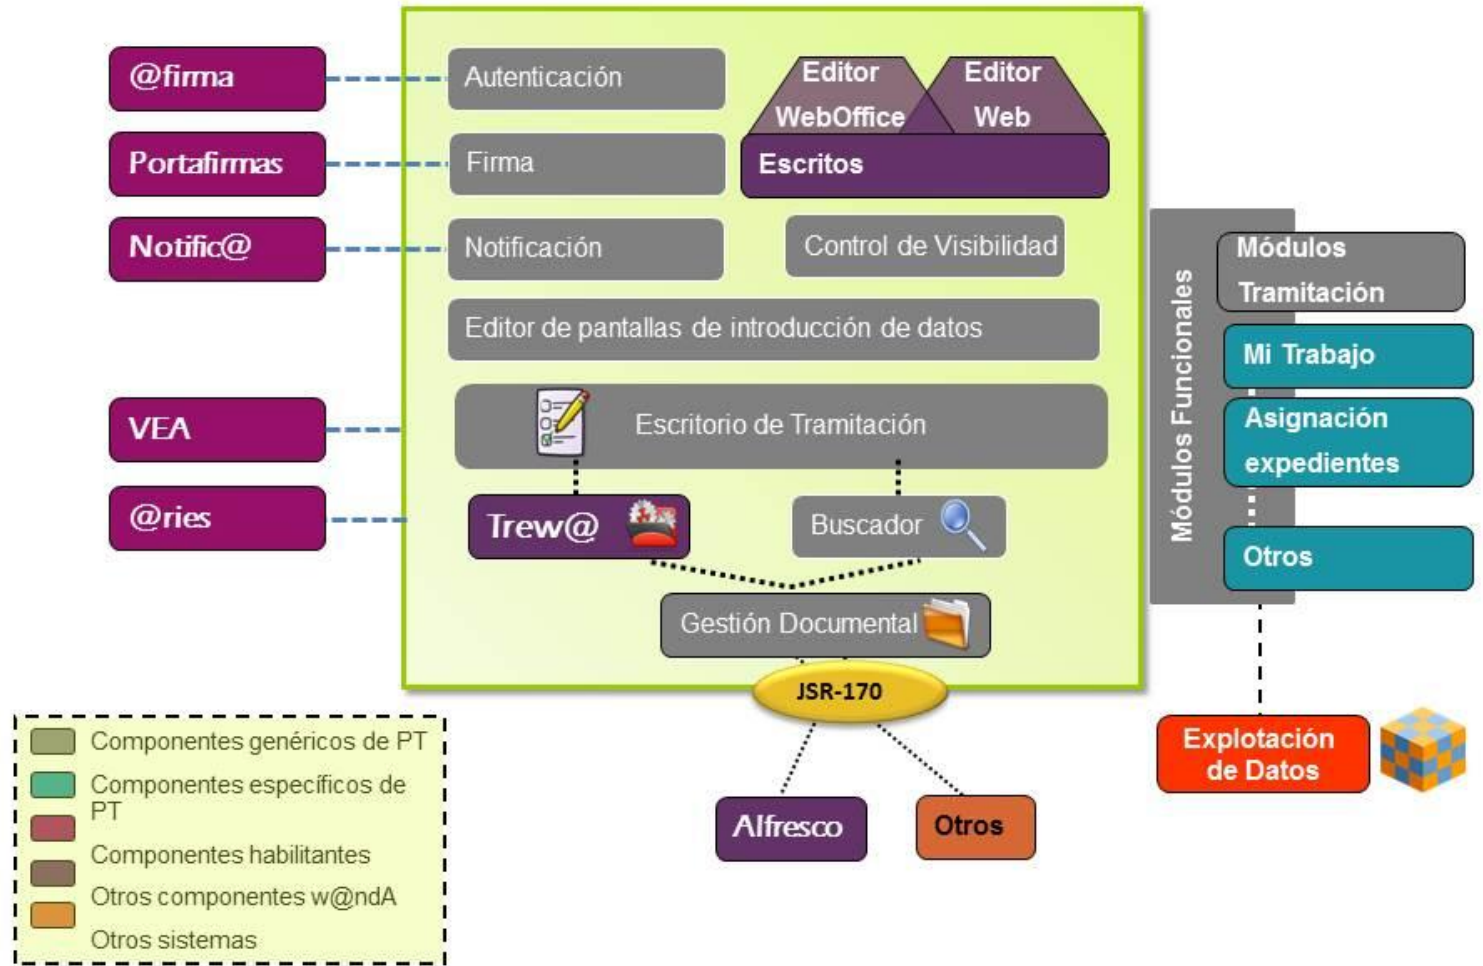 @firma
Portafirmas
Notific@
VEA
@ries
Autenticación
Firma
Notificación
Editor
WebOffice
Editor
Web
Escritos
Control de Visibilidad
Editor de pantallas de introducción de datos
Escritorio de Tramitación
Trew@
Buscador
Gestión Documental
JSR-170
Alfresco
Otros
Módulos Funcionales
Módulos
Tramitación
Mi Trabajo
Asignación
expedientes
Otros
Explotación
de Datos
Componentes genéricos de PT
Componentes específicos de
PT
Componentes habilitantes
Otros componentes w@ndA
Otros sistemas